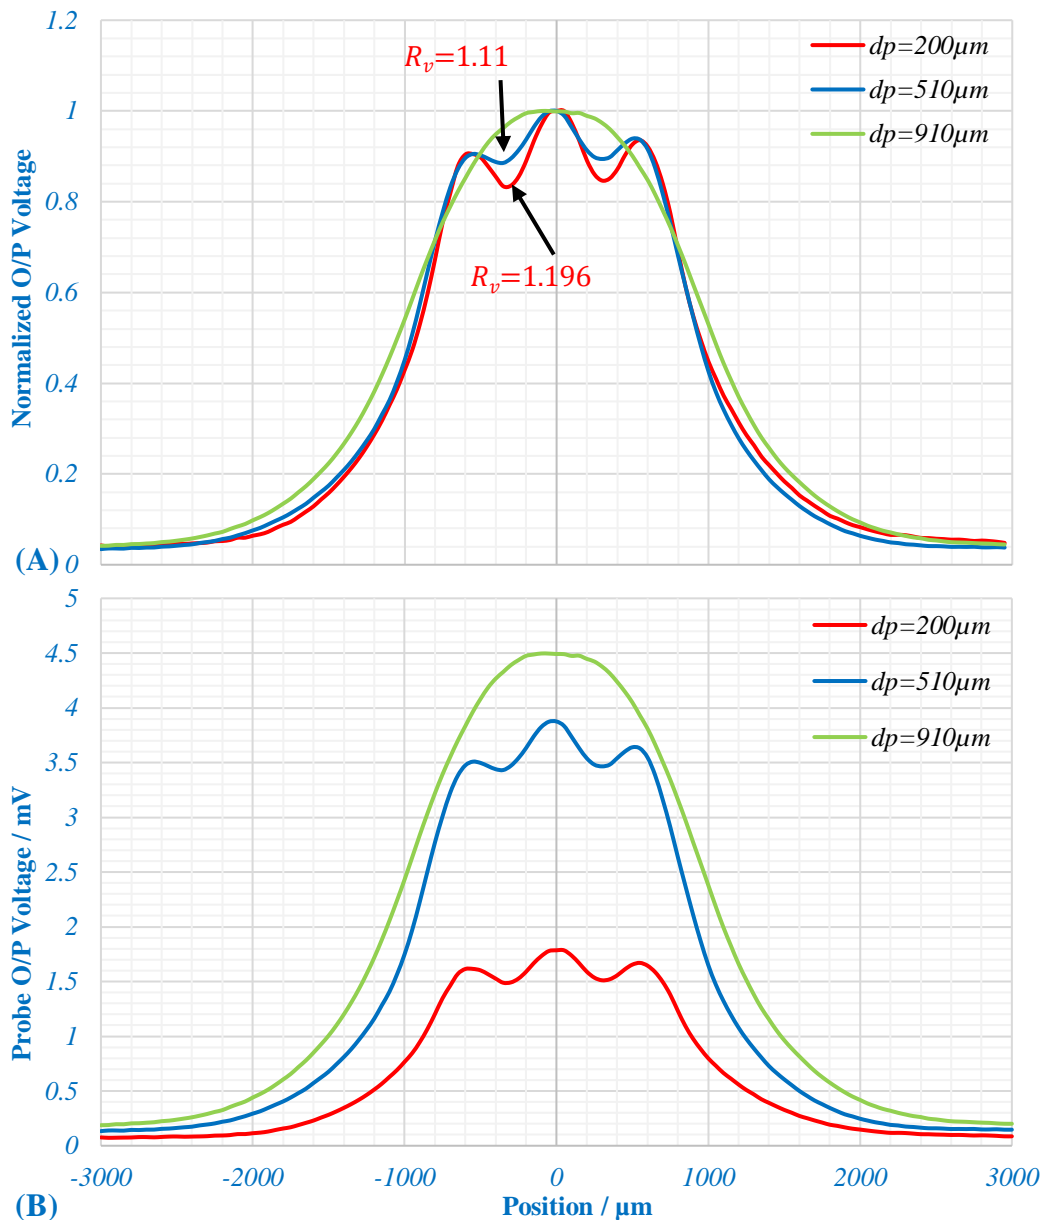 1.2
1
0.8
0.6
0.4
0.2
0
Normalized O/P Voltage
R_v=1.11
R_v=1.196
dp=200µm
dp=510µm
dp=910µm
(A)
5
4.5
4
3.5
3
2.5
2
1.5
1
0.5
0
Probe O/P Voltage / mV
dp=200µm
dp=510µm
dp=910µm
-3000 -2000 -1000 0 1000 2000 3000
(B)
Position / µm